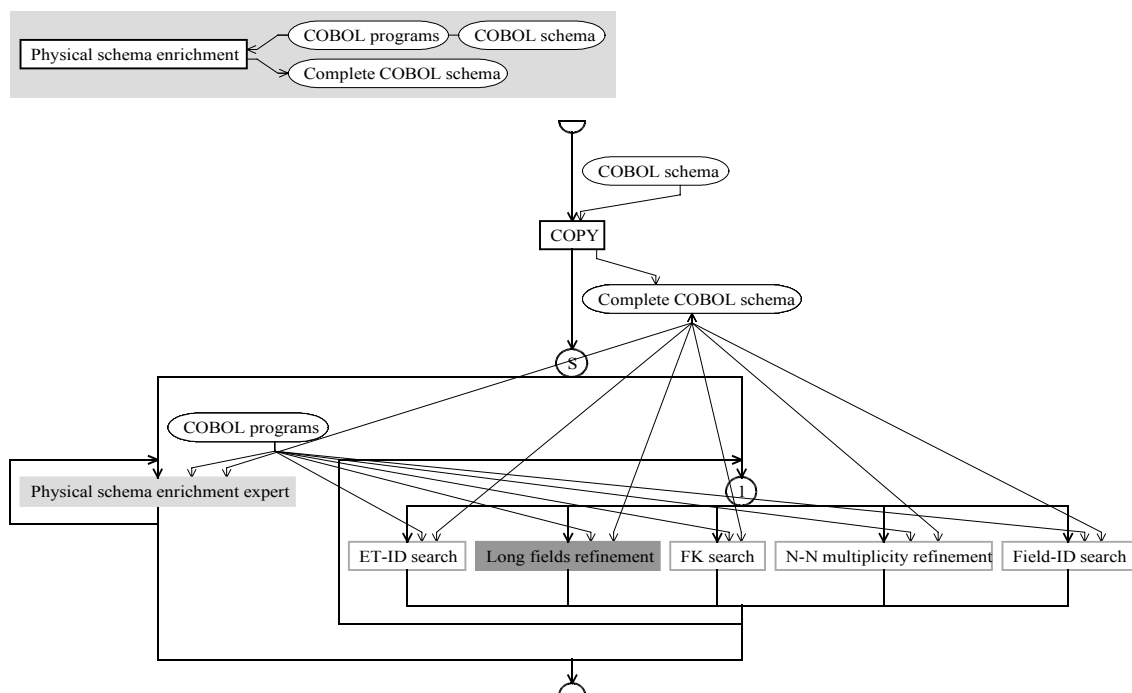 COBOL programs
COBOL schema
Physical schema enrichment
Complete COBOL schema
COBOL schema
COPY
Complete COBOL schema
S
COBOL programs
Physical schema enrichment expert
1
ET-ID search
Long fields refinement
FK search
N-N multiplicity refinement
Field-ID search